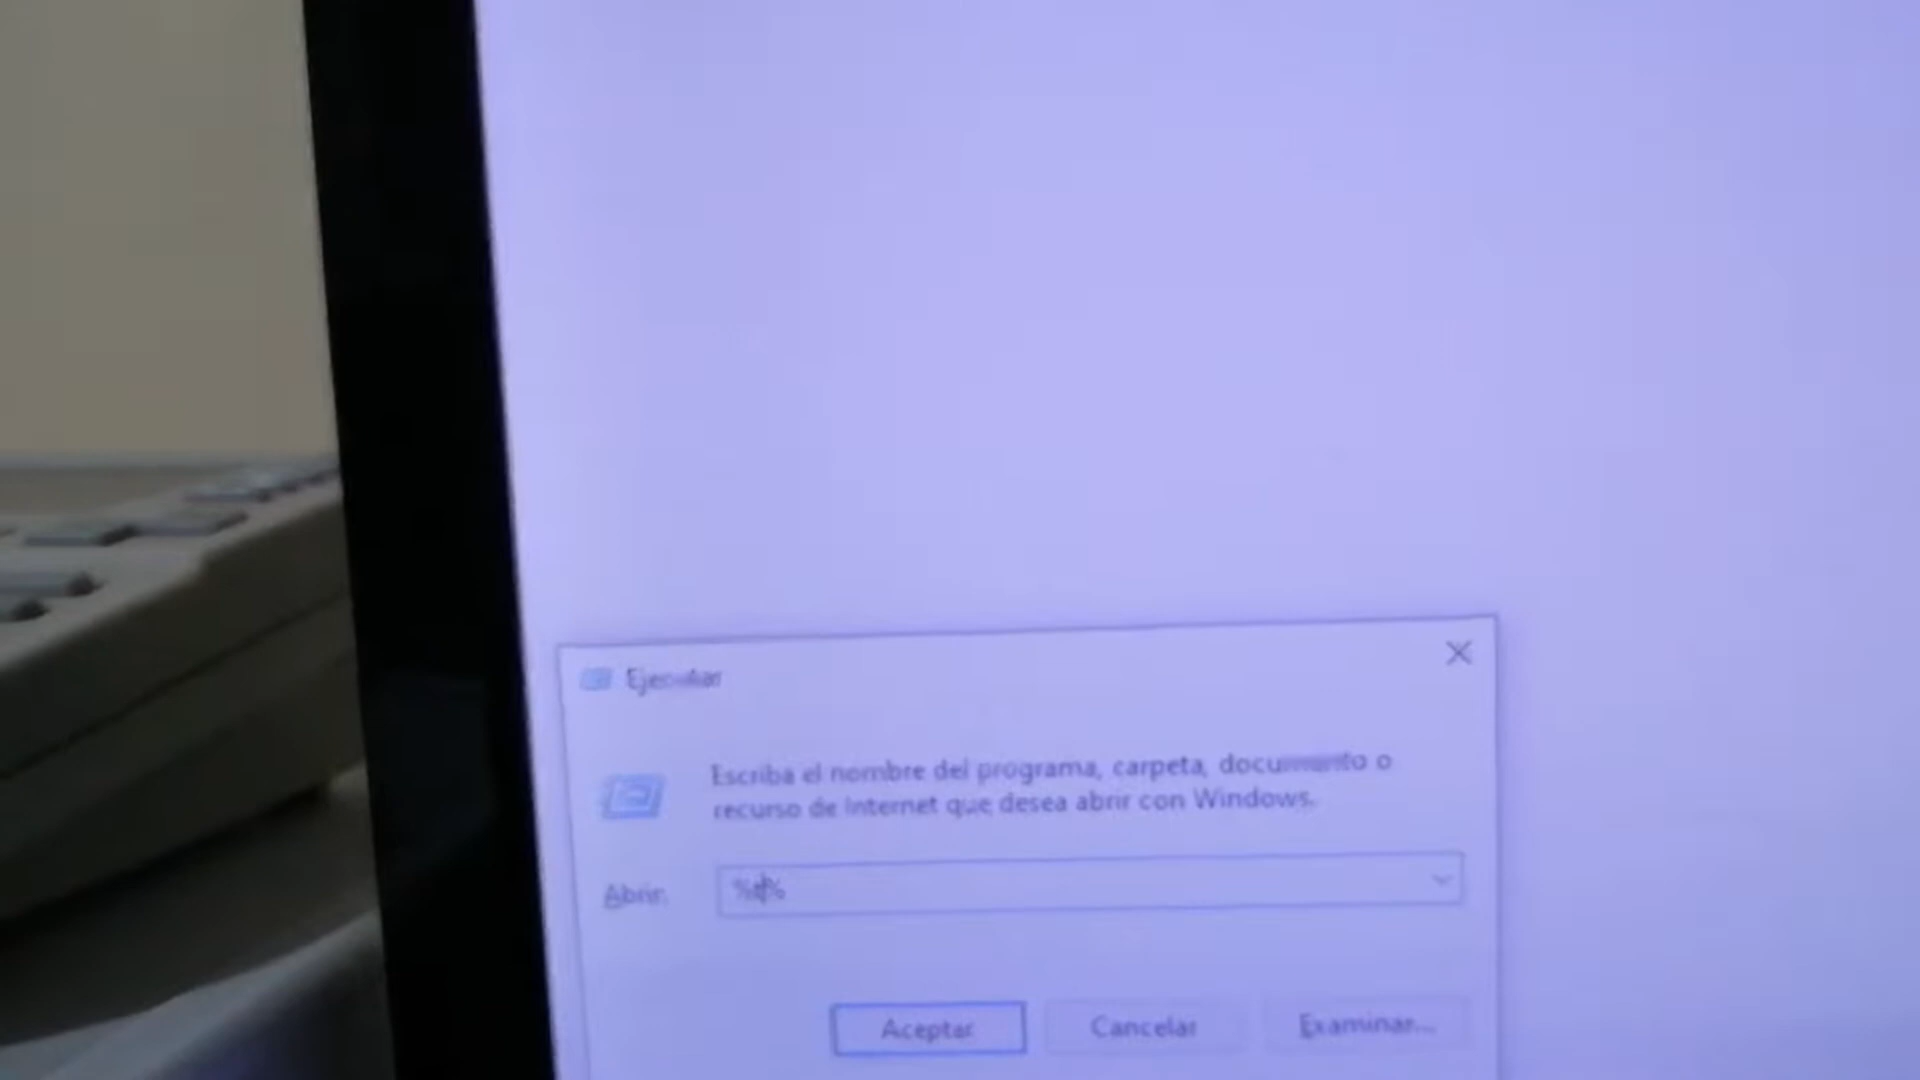 Ejecutar
Escriba el nombre del programa, carpeta, documento o
recurso de Internet que desea abrir con Windows.
Abrir:
Aceptar
Cancelar
Examinar...